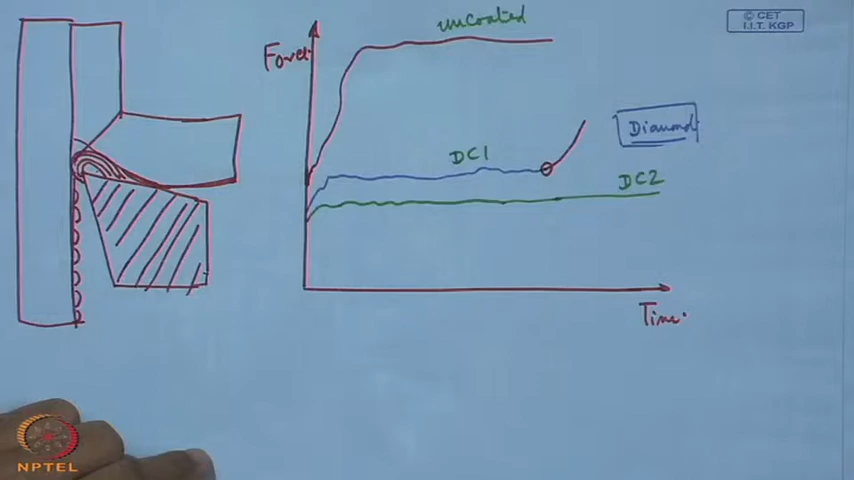 uncoated
© CET
I.I.T. KGP
Force
Diamond
DC1
DC2
Time.
NPTEL